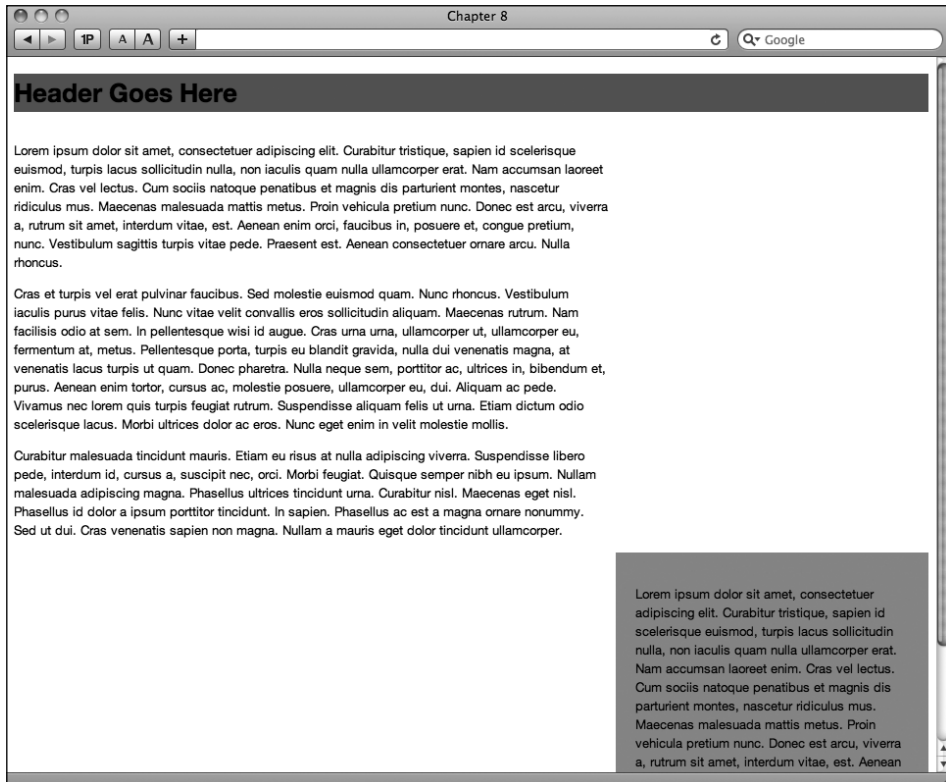 Chapter 8
1P A A +
Google
Header Goes Here
Lorem ipsum dolor sit amet, consectetuer adipiscing elit. Curabitur tristique, sapien id scelerisque
euismod, turpis lacus sollicitudin nulla, non iaculis quam nulla ullamcorper erat. Nam accumsan laoreet
enim. Cras vel lectus. Cum sociis natoque penatibus et magnis dis parturient montes, nascetur
ridiculus mus. Maecenas malesuada mattis metus. Proin vehicula pretium nunc. Donec est arcu, viverra
a, rutrum sit amet, interdum vitae, est. Aenean enim orci, faucibus in, posuere et, congue pretium,
nunc. Vestibulum sagittis turpis vitae pede. Praesent est. Aenean consectetuer ornare arcu. Nulla
rhoncus.
Cras et turpis vel erat pulvinar faucibus. Sed molestie euismod quam. Nunc rhoncus. Vestibulum
iaculis purus vitae felis. Nunc vitae velit convallis eros sollicitudin aliquam. Maecenas rutrum. Nam
facilisis odio at sem. In pellentesque wisi id augue. Cras urna urna, ullamcorper ut, ullamcorper eu,
fermentum at, metus. Pellentesque porta, turpis eu blandit gravida, nulla dui venenatis magna, at
venenatis lacus turpis ut quam. Donec pharetra. Nulla neque sem, porttitor ac, ultrices in, bibendum et,
purus. Aenean enim tortor, cursus ac, molestie posuere, ullamcorper eu, dui. Aliquam ac pede.
Vivamus nec lorem quis turpis feugiat rutrum. Suspendisse aliquam felis ut urna. Etiam dictum odio
scelerisque lacus. Morbi ultrices dolor ac eros. Nunc eget enim in velit molestie mollis.
Curabitur malesuada tincidunt mauris. Etiam eu risus at nulla adipiscing viverra. Suspendisse libero
pede, interdum id, cursus a, suscipit nec, orci. Morbi feugiat. Quisque semper nibh eu ipsum. Nullam
malesuada adipiscing magna. Phasellus ultrices tincidunt urna. Curabitur nisl. Maecenas eget nisl.
Phasellus id dolor a ipsum porttitor tincidunt. In sapien. Phasellus ac est a magna ornare nonummy.
Sed ut dui. Cras venenatis sapien non magna. Nullam a mauris eget dolor tincidunt ullamcorper.
Lorem ipsum dolor sit amet, consectetuer
adipiscing elit. Curabitur tristique, sapien id
scelerisque euismod, turpis lacus sollicitudin
nulla, non iaculis quam nulla ullamcorper erat.
Nam accumsan laoreet enim. Cras vel lectus.
Cum sociis natoque penatibus et magnis dis
parturient montes, nascetur ridiculus mus.
Maecenas malesuada mattis metus. Proin
vehicula pretium nunc. Donec est arcu, viverra
a, rutrum sit amet, interdum vitae, est. Aenean